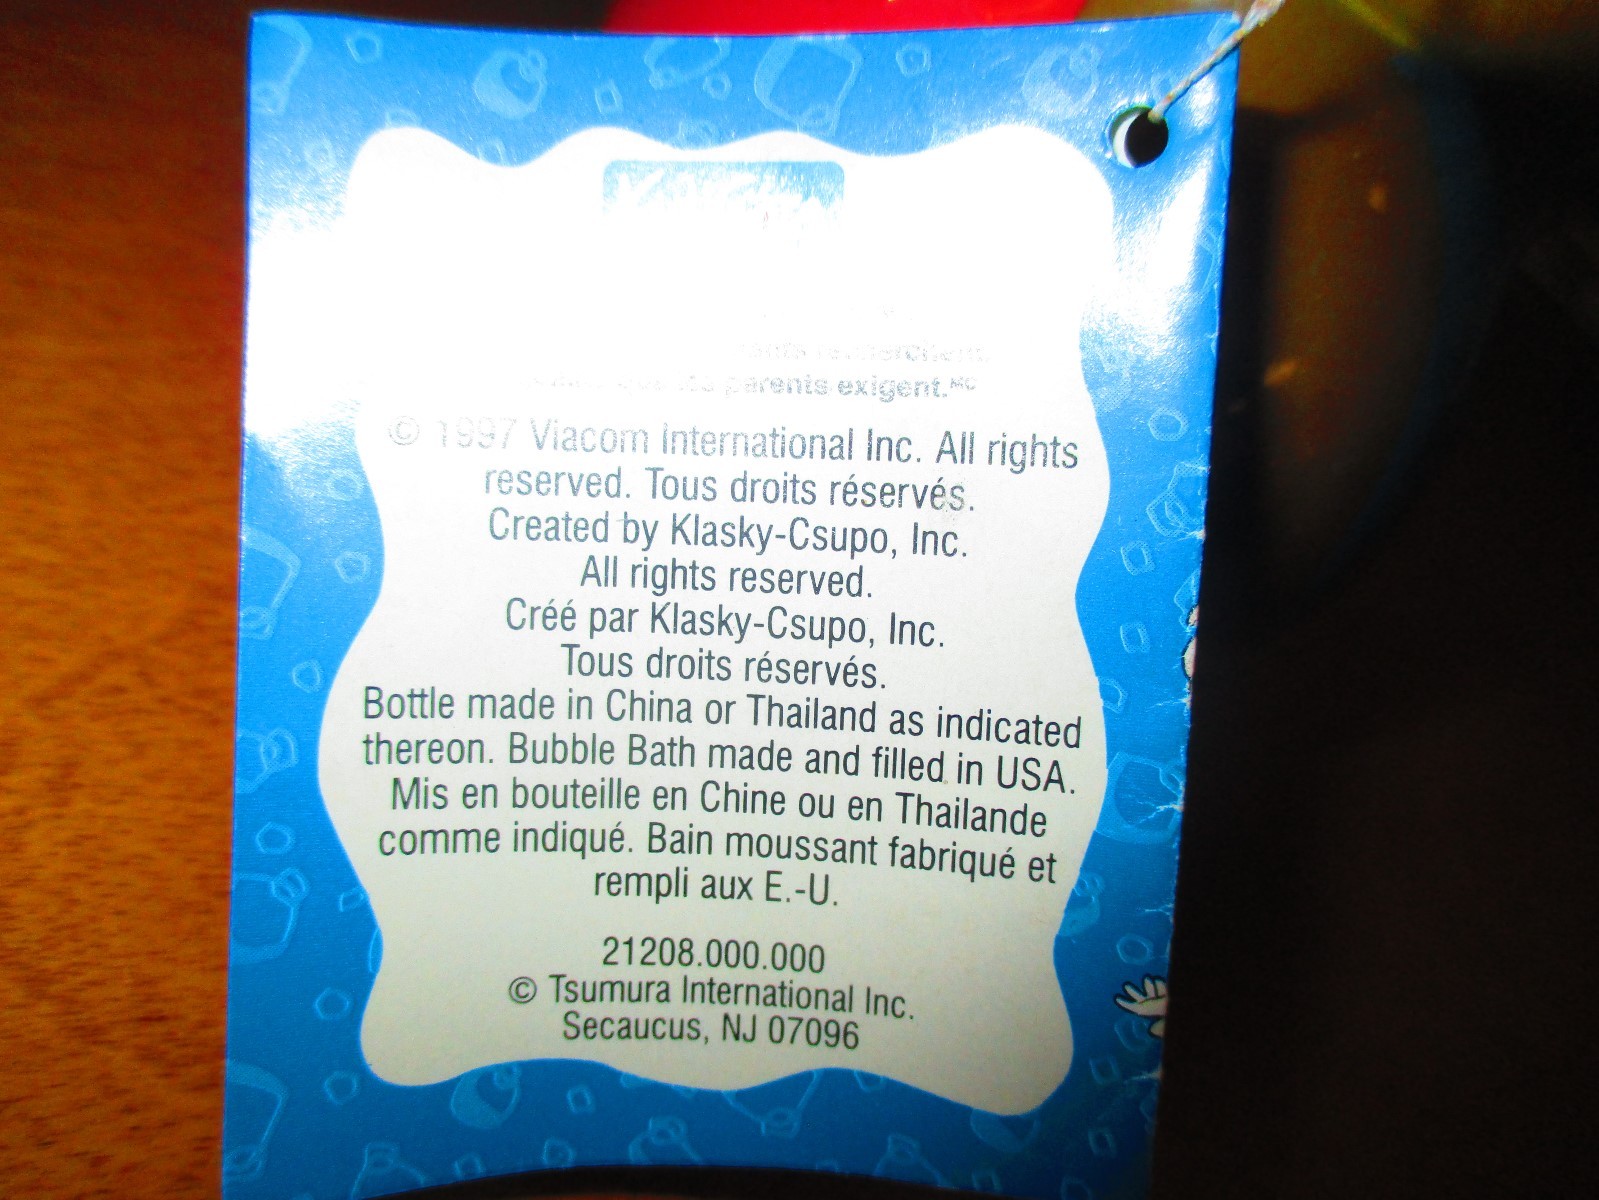 parents exigent.MC
© 1997 Viacom International Inc. All rights
reserved. Tous droits réservés.
Created by Klasky-Csupo, Inc.
All rights reserved.
Créé par Klasky-Csupo, Inc.
Tous droits réservés.
Bottle made in China or Thailand as indicated
thereon. Bubble Bath made and filled in USA.
Mis en bouteille en Chine ou en Thailande
comme indiqué. Bain moussant fabriqué et
rempli aux E.-U.
21208.000.000
© Tsumura International Inc.
Secaucus, NJ 07096